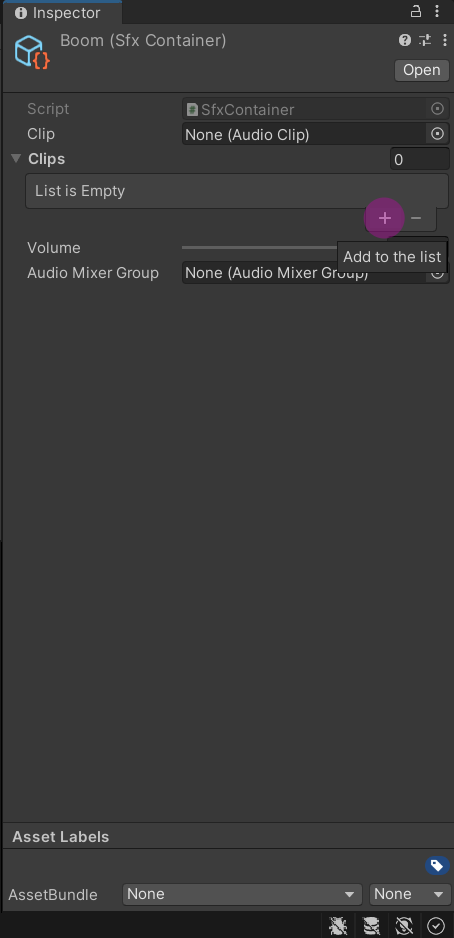 Inspector
Boom (Sfx Container)
Open
Script
SfxContainer
Clip
None (Audio Clip)
Clips
0
List is Empty
Volume
Add to the list
Audio Mixer Group
None (Audio Mixer Group)
Asset Labels
AssetBundle
None
None